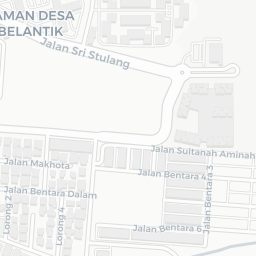 AMAN DESA
BELANTIK
Jalan Sri Stulang
Jalan Sultanah Aminah
Jalan Makhota
Jalan Bentara 4
Jalan Bentara Dalam
Jalan Bentara 3
Lorong 2
Lorong 4
Jalan Bentara 6